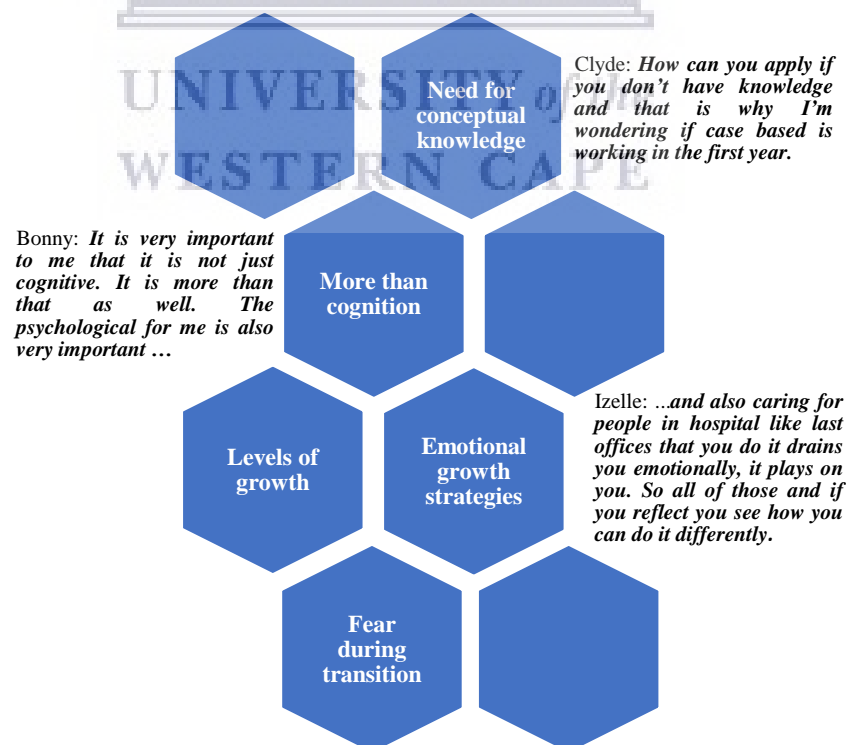 UNIVERSITY of the
WESTERN CAPE
Need for
conceptual
knowledge
Clyde: How can you apply if
you don’t have knowledge
and that is why I’m
wondering if case based is
working in the first year.
Bonny: It is very important
to me that it is not just
cognitive. It is more than
that as well. The
psychological for me is also
very important …
More than
cognition
Levels of
growth
Emotional
growth
strategies
Izelle: ...and also caring for
people in hospital like last
offices that you do it drains
you emotionally, it plays on
you. So all of those and if
you reflect you see how you
can do it differently.
Fear
during
transition